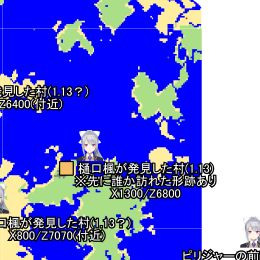 発見した村(1.13？)
Z6400(付近)
樋口楓が発見した村(1.13)
※先に誰か訪れた形跡あり
X1300/Z6800
口楓が発見した村(1.13？)
X800/Z7070(付近)
ピリジャーの前